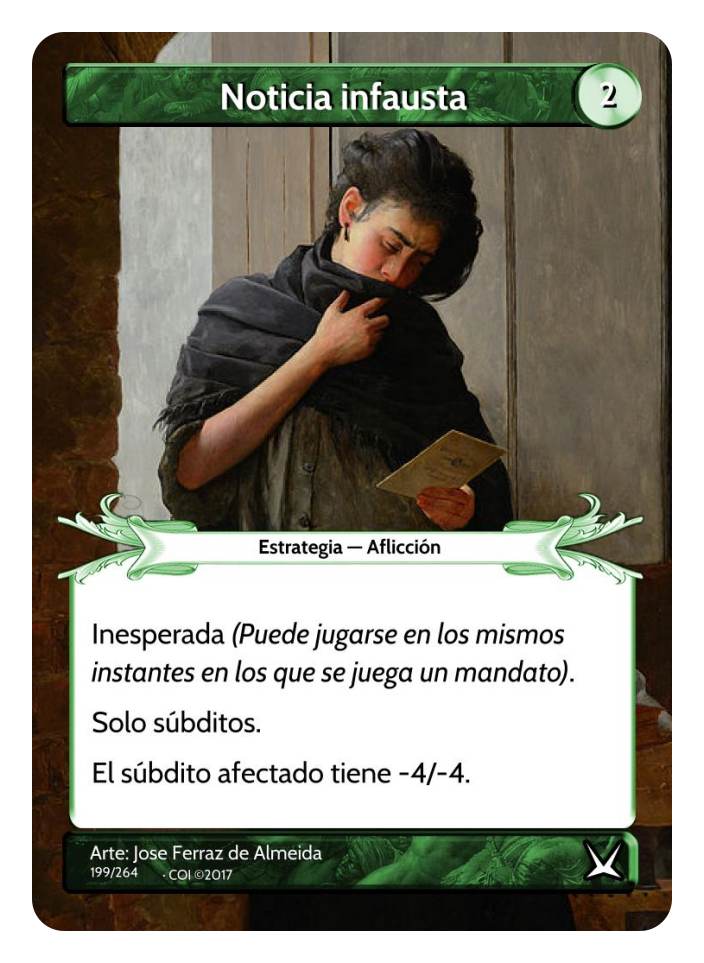 Noticia infausta
2
Estrategia — Aflicción
Inesperada (Puede jugarse en los mismos
instantes en los que se juega un mandato).
Solo súbditos.
El súbdito afectado tiene -4/-4.
Arte: Jose Ferraz de Almeida
199/264 · COI ©2017